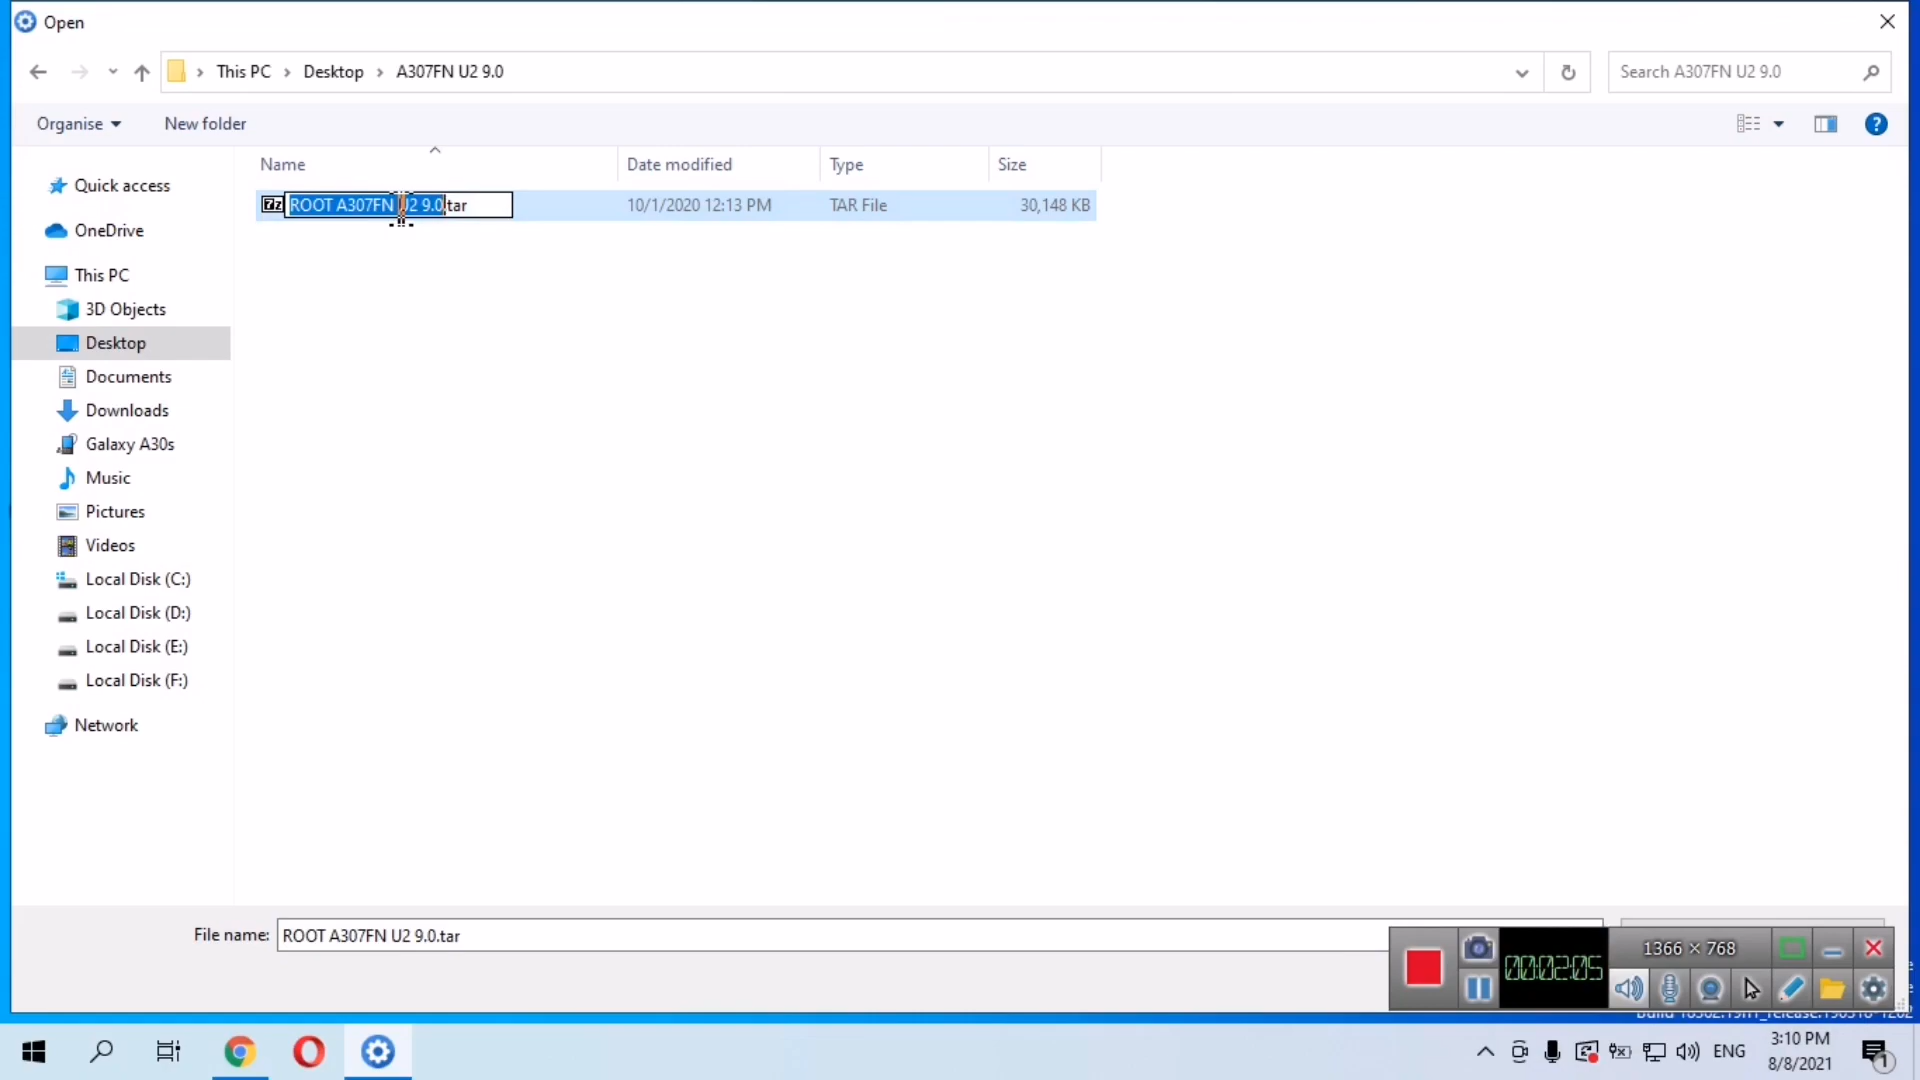 Open
This PC
Desktop
A307FN U2 9.0
Search A307FN U2 9.0
Organise
New folder
Name
Date modified
Type
Size
Quick access
7z
ROOT A307FN U2 9.0.tar
10/1/2020 12:13 PM
TAR File
30,148 KB
OneDrive
This PC
3D Objects
Desktop
Documents
Downloads
Galaxy A30s
Music
Pictures
Videos
Local Disk (C:)
Local Disk (D:)
Local Disk (E:)
Local Disk (F:)
Network
File name:
ROOT A307FN U2 9.0.tar
1366 × 768
00:02:05
ENG
3:10 PM
8/8/2021
1